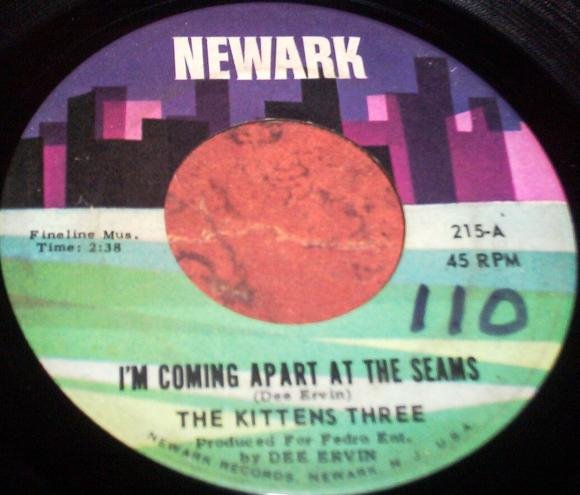 NEWARK
Fineline Mus.
Time: 2:38
215-A
45 RPM
110
I'M COMING APART AT THE SEAMS
(Dee Ervin)
THE KITTENS THREE
Produced For Fedro Ent.
by DEE ERVIN
NEWARK RECORDS, NEWARK, N. J., U.S.A.